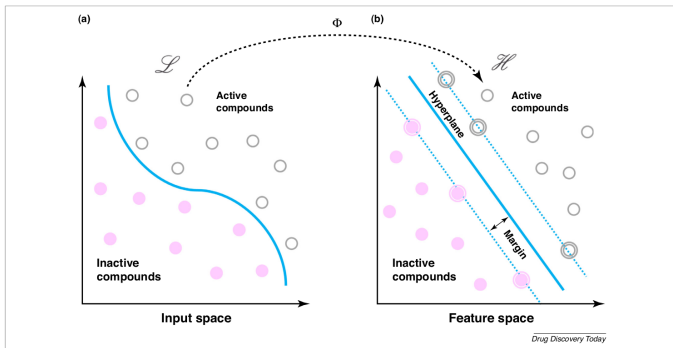 (a)
Φ
(b)
ℒ
ℋ
Active
compounds
Inactive
compounds
Input space
Active
compounds
Hyperplane
Margin
Inactive
compounds
Feature space
Drug Discovery Today